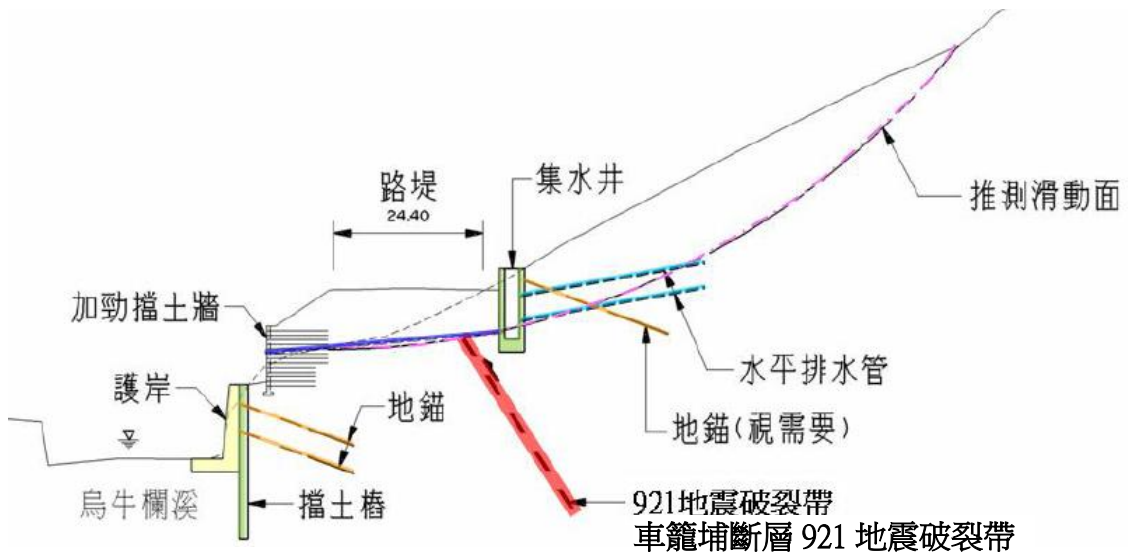 集水井
路堤
24.40
推測滑動面
加勁擋土牆
水平排水管
護岸
地錨
地錨(視需要)
烏牛欄溪
擋土樁
921地震破裂帶
車籠埔斷層 921 地震破裂帶